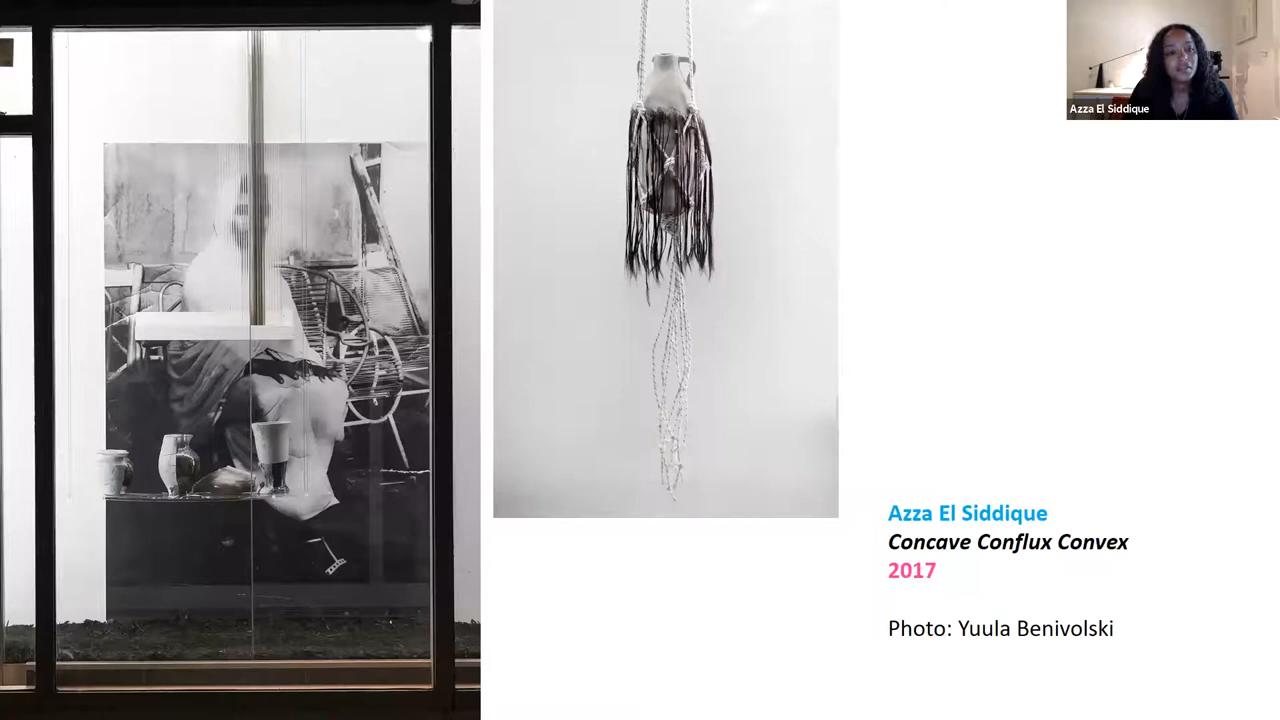 Azza El Siddique
Azza El Siddique
Concave Conflux Convex
2017
Photo: Yuula Benivolski